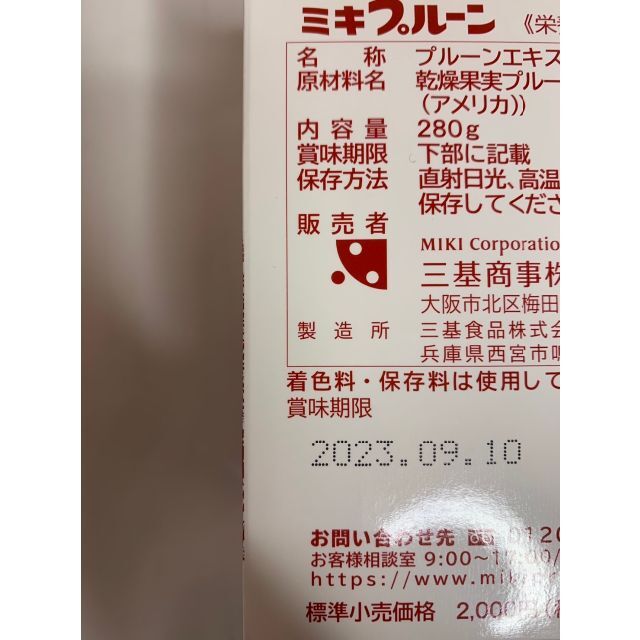 ミキプルーン 《栄養
名称 プルーンエキス
原材料名 乾燥果実プルー
(アメリカ))
内容量 280g
賞味期限 下部に記載
保存方法 直射日光、高温
保存してくださ
販売者
MIKI Corporatio
三基商事株
大阪市北区梅田
製造所 三基食品株式会
兵庫県西宮市鳴
着色料・保存料は使用して
賞味期限
2023.09.10
お問い合わせ先 0120
お客様相談室 9:00〜17:00/
https://www.mikipr
標準小売価格 2,000円(